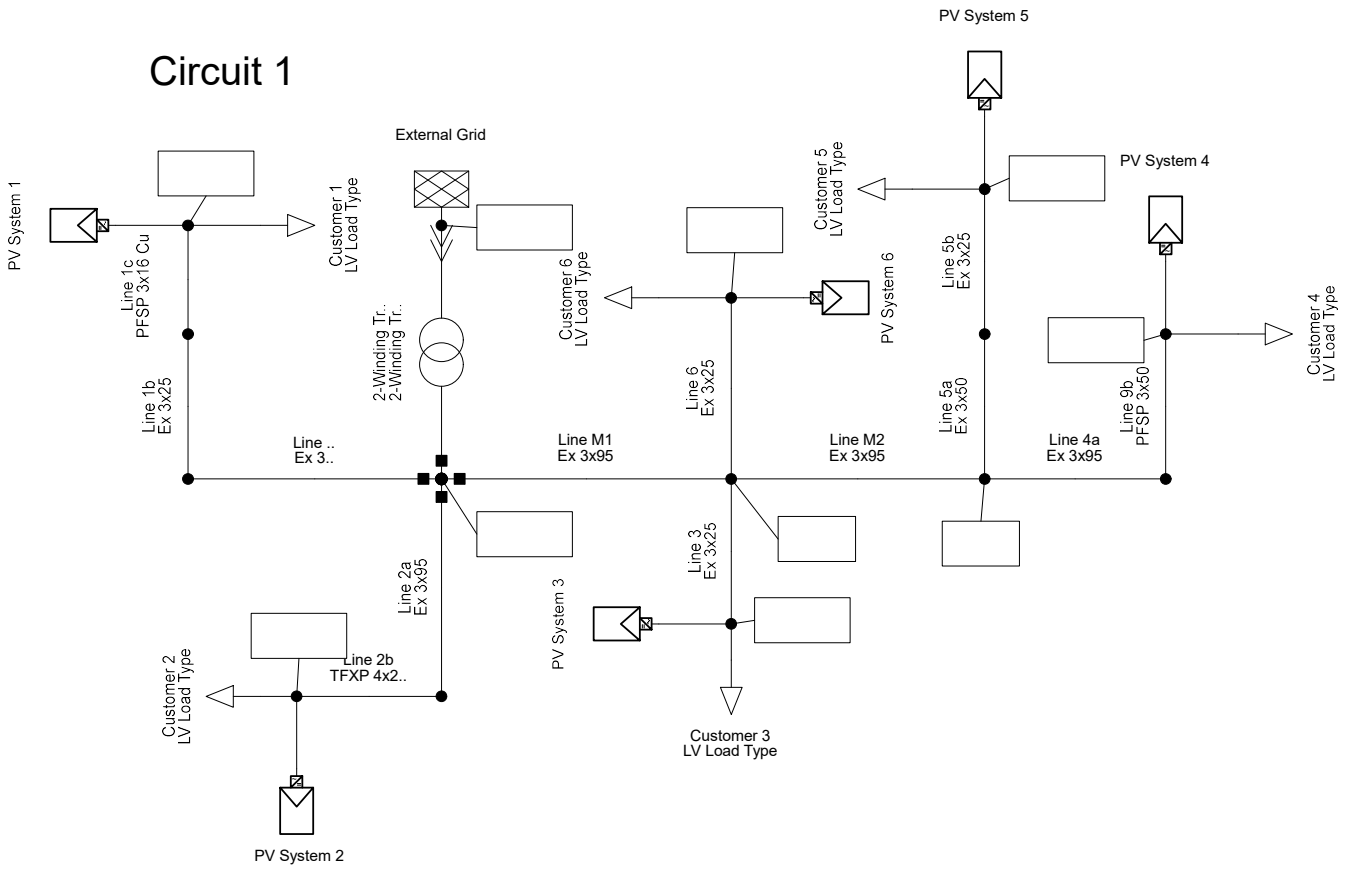 Circuit 1
PV System 5
External Grid
PV System 4
PV System 1
Customer 1
LV Load Type
Customer 5
LV Load Type
Line 1c
PFSP 3x16 Cu
Customer 6
LV Load Type
PV System 6
Line 5b
Ex 3x25
Customer 4
LV Load Type
2-Winding Tr..
2-Winding Tr..
Line 1b
Ex 3x25
Line 6
Ex 3x25
Line 5a
Ex 3x50
Line 9b
PFSP 3x50
Line ..
Ex 3..
Line M1
Ex 3x95
Line M2
Ex 3x95
Line 4a
Ex 3x95
Line 2a
Ex 3x95
Line 3
Ex 3x25
PV System 3
Customer 2
LV Load Type
Line 2b
TFXP 4x2..
Customer 3
LV Load Type
PV System 2